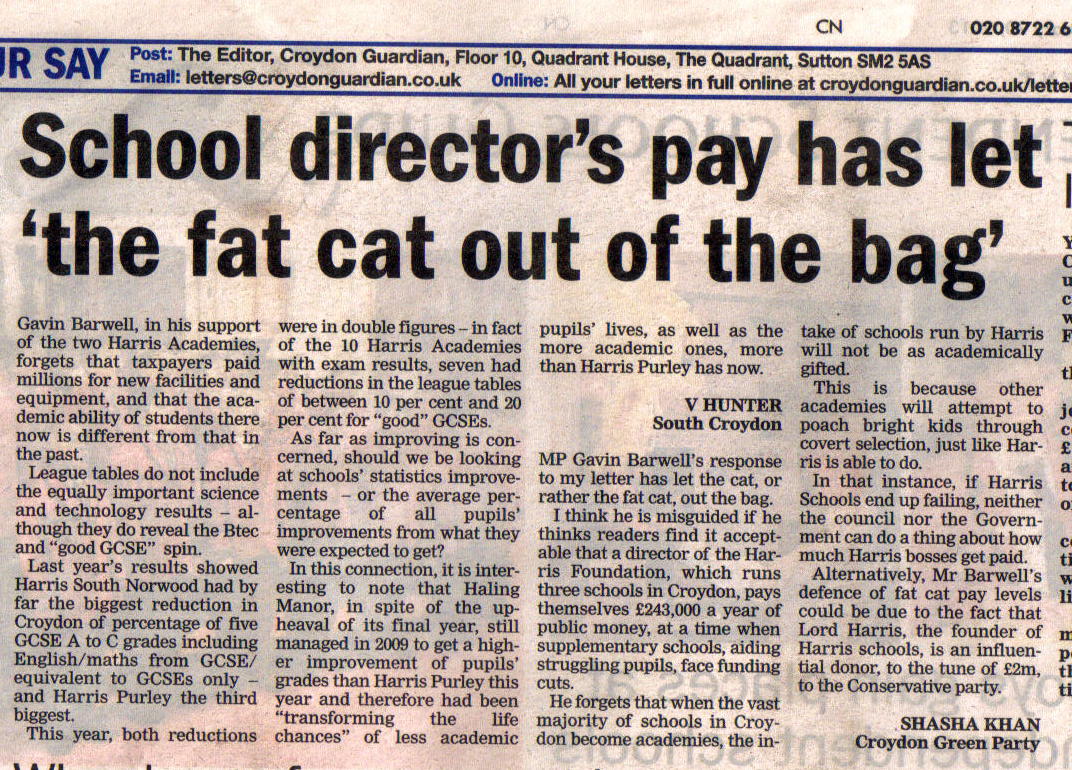 CN
020 8722 6
UR SAY
Post: The Editor, Croydon Guardian, Floor 10, Quadrant House, The Quadrant, Sutton SM2 5AS
Email: letters@croydonguardian.co.uk Online: All your letters in full online at croydonguardian.co.uk/letter
School director's pay has let
'the fat cat out of the bag'
Gavin Barwell, in his support
of the two Harris Academies,
forgets that taxpayers paid
millions for new facilities and
equipment, and that the aca-
demic ability of students there
now is different from that in
the past.
League tables do not include
the equally important science
and technology results – al-
though they do reveal the Btec
and "good GCSE" spin.
Last year's results showed
Harris South Norwood had by
far the biggest reduction in
Croydon of percentage of five
GCSE A to C grades including
English/maths from GCSE/
equivalent to GCSEs only –
and Harris Purley the third
biggest.
This year, both reductions
were in double figures – in fact
of the 10 Harris Academies
with exam results, seven had
reductions in the league tables
of between 10 per cent and 20
per cent for "good" GCSEs.
As far as improving is con-
cerned, should we be looking
at schools' statistics improve-
ments – or the average per-
centage of all pupils'
improvements from what they
were expected to get?
In this connection, it is inter-
esting to note that Haling
Manor, in spite of the up-
heaval of its final year, still
managed in 2009 to get a high-
er improvement of pupils'
grades than Harris Purley this
year and therefore had been
"transforming the life
chances" of less academic
pupils' lives, as well as the
more academic ones, more
than Harris Purley has now.
V HUNTER
South Croydon
MP Gavin Barwell's response
to my letter has let the cat, or
rather the fat cat, out the bag.
I think he is misguided if he
thinks readers find it accept-
able that a director of the Har-
ris Foundation, which runs
three schools in Croydon, pays
themselves £243,000 a year of
public money, at a time when
supplementary schools, aiding
struggling pupils, face funding
cuts.
He forgets that when the vast
majority of schools in Croy-
don become academies, the in-
take of schools run by Harris
will not be as academically
gifted.
This is because other
academies will attempt to
poach bright kids through
covert selection, just like Har-
ris is able to do.
In that instance, if Harris
Schools end up failing, neither
the council nor the Govern-
ment can do a thing about how
much Harris bosses get paid.
Alternatively, Mr Barwell's
defence of fat cat pay levels
could be due to the fact that
Lord Harris, the founder of
Harris schools, is an influen-
tial donor, to the tune of £2m,
to the Conservative party.
SHASHA KHAN
Croydon Green Party